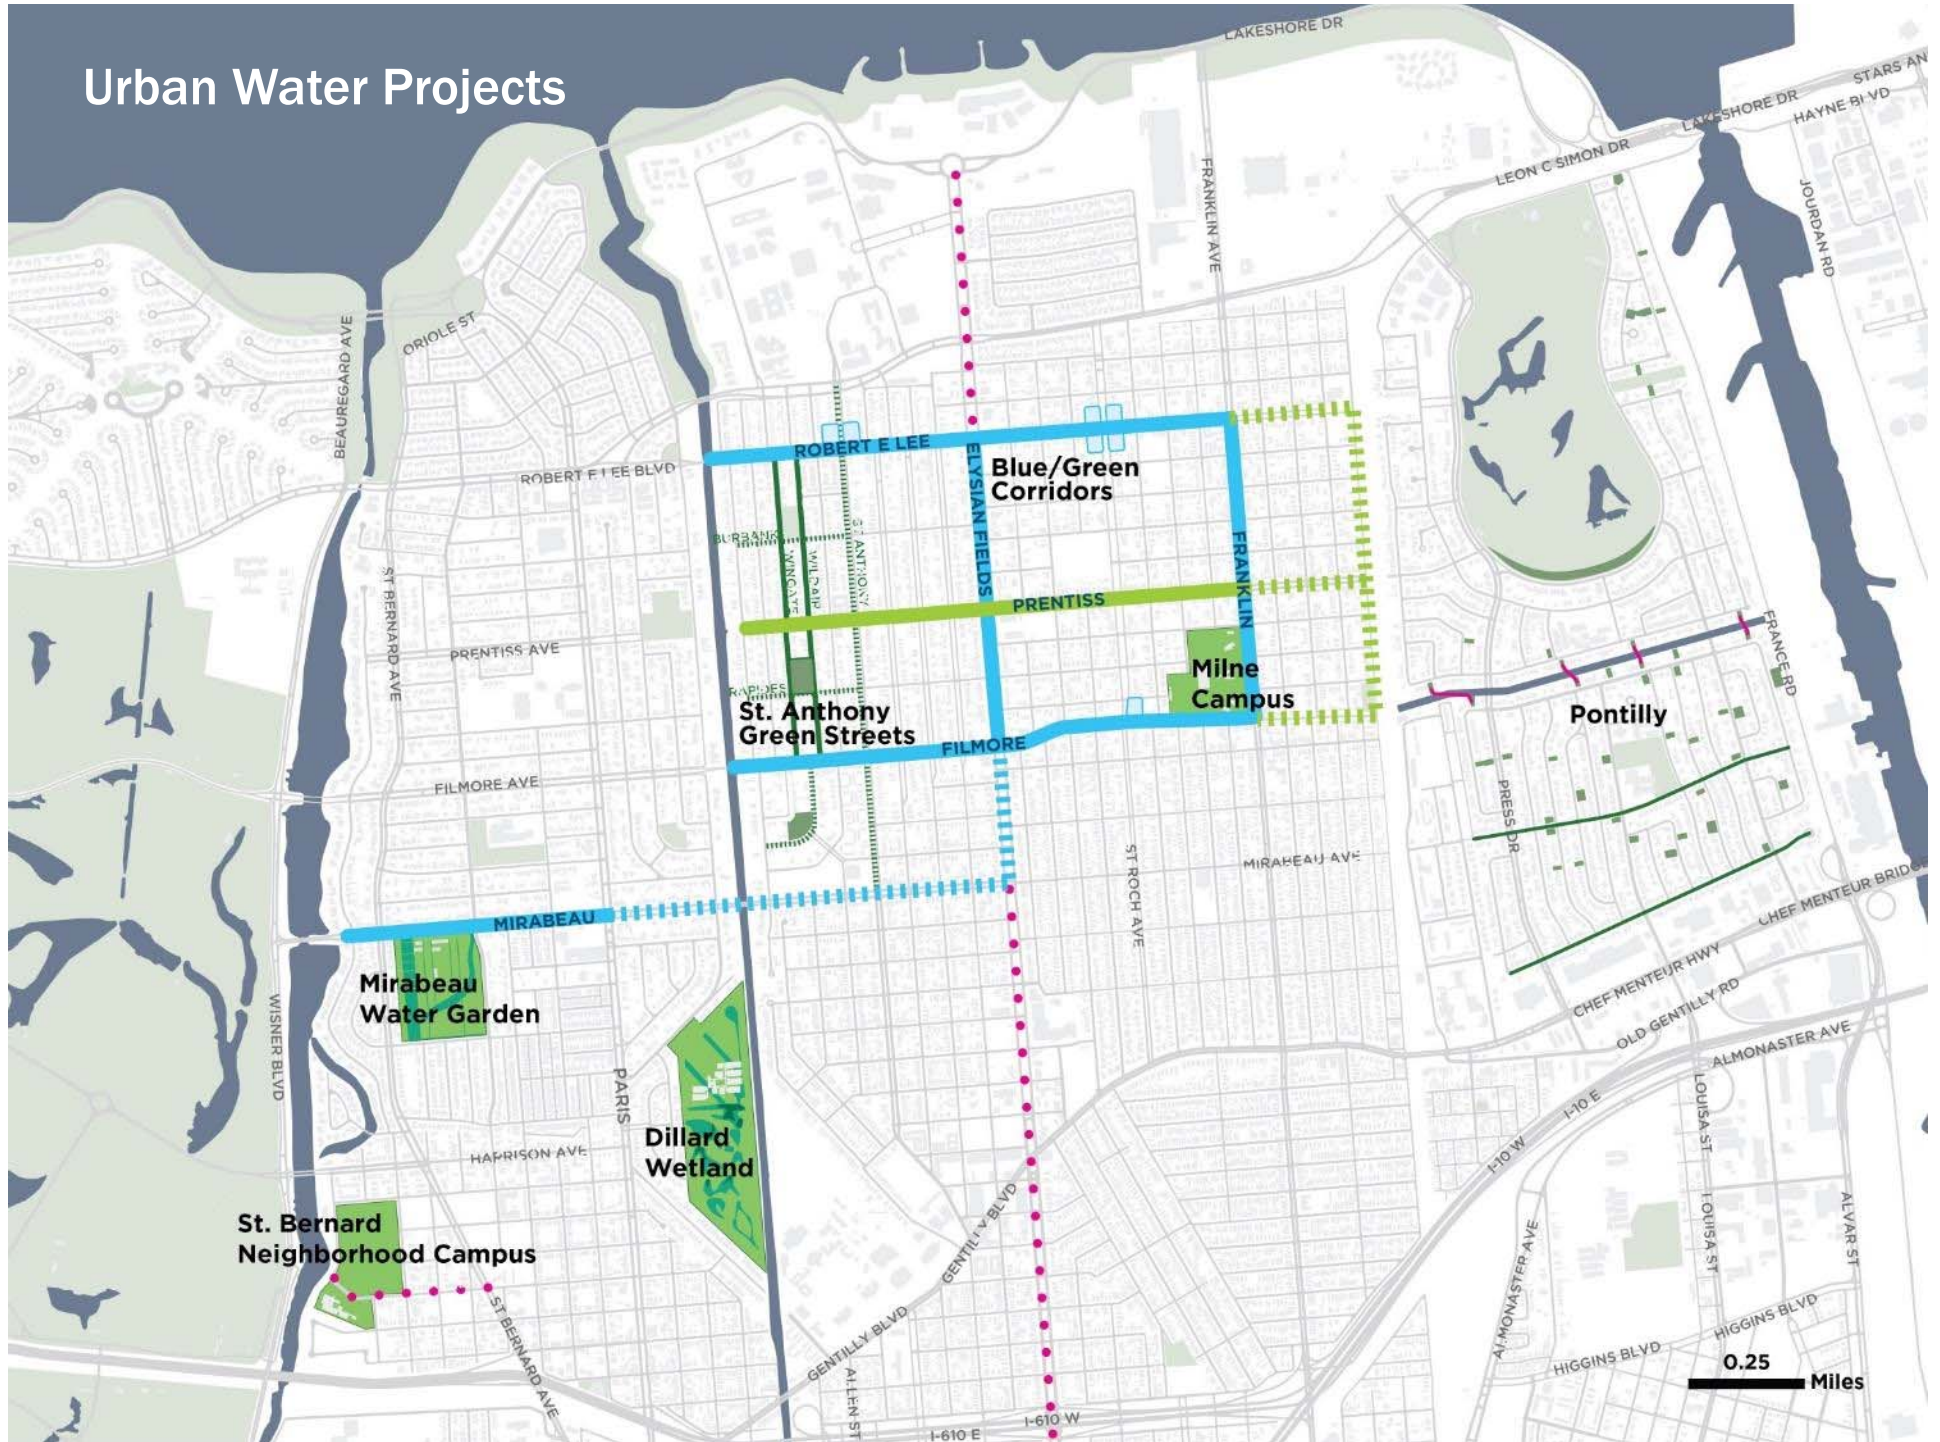 Urban Water Projects
LAKESHORE DR
STARS AN
LAKESHORE DR
HAYNE BLVD
LEON C SIMON DR
FRANKLIN AVE
JOURDAN RD
BEAUREGARD AVE
ORIOLE ST
ROBERT E LEE BLVD
ROBERT E LEE
ELYSIAN FIELDS
Blue/Green
Corridors
BURBANK
WINGATE
WILDAIR
ST ANTHONY
FRANKLIN
ST BERNARD AVE
PRENTISS AVE
PRENTISS
FRANCE RD
Milne
Campus
RAPIDES
St. Anthony
Green Streets
FILMORE
Pontilly
FILMORE AVE
PRESS DR
ST ROCH AVE
MIRABEAU AVE
CHEF MENTEUR BRIDGE
MIRABEAU
Mirabeau
Water Garden
WISNER BLVD
CHEF MENTEUR HWY
OLD GENTILLY RD
ALMONASTER AVE
PARIS
LOUISA ST
I-10 E
I-10 W
Dillard
Wetland
HARRISON AVE
GENTILLY BLVD
LOUISA ST
ALVAR ST
ALMONASTER AVE
St. Bernard
Neighborhood Campus
ST BERNARD AVE
GENTILLY BLVD
ALLEN ST
HIGGINS BLVD
HIGGINS BLVD
0.25
Miles
I-610 W
I-610 E